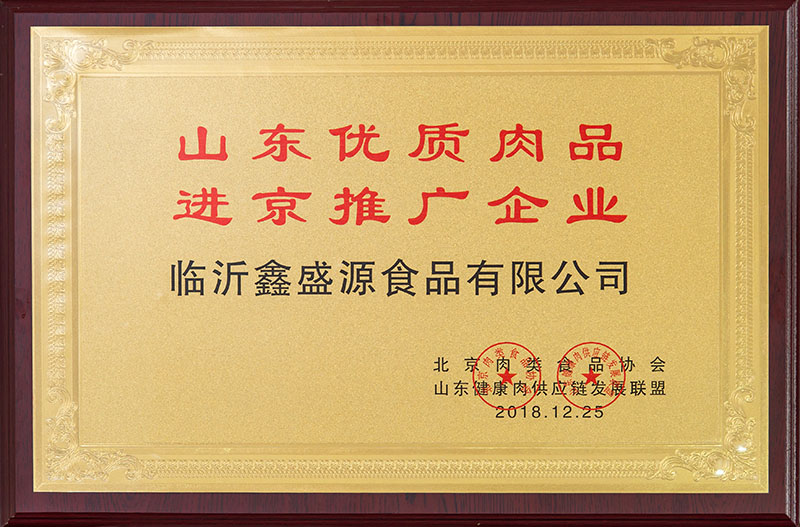 山东优质肉品
进京推广企业
临沂鑫盛源食品有限公司
北京肉类食品协会
山东健康肉供应链发展联盟
2018.12.25